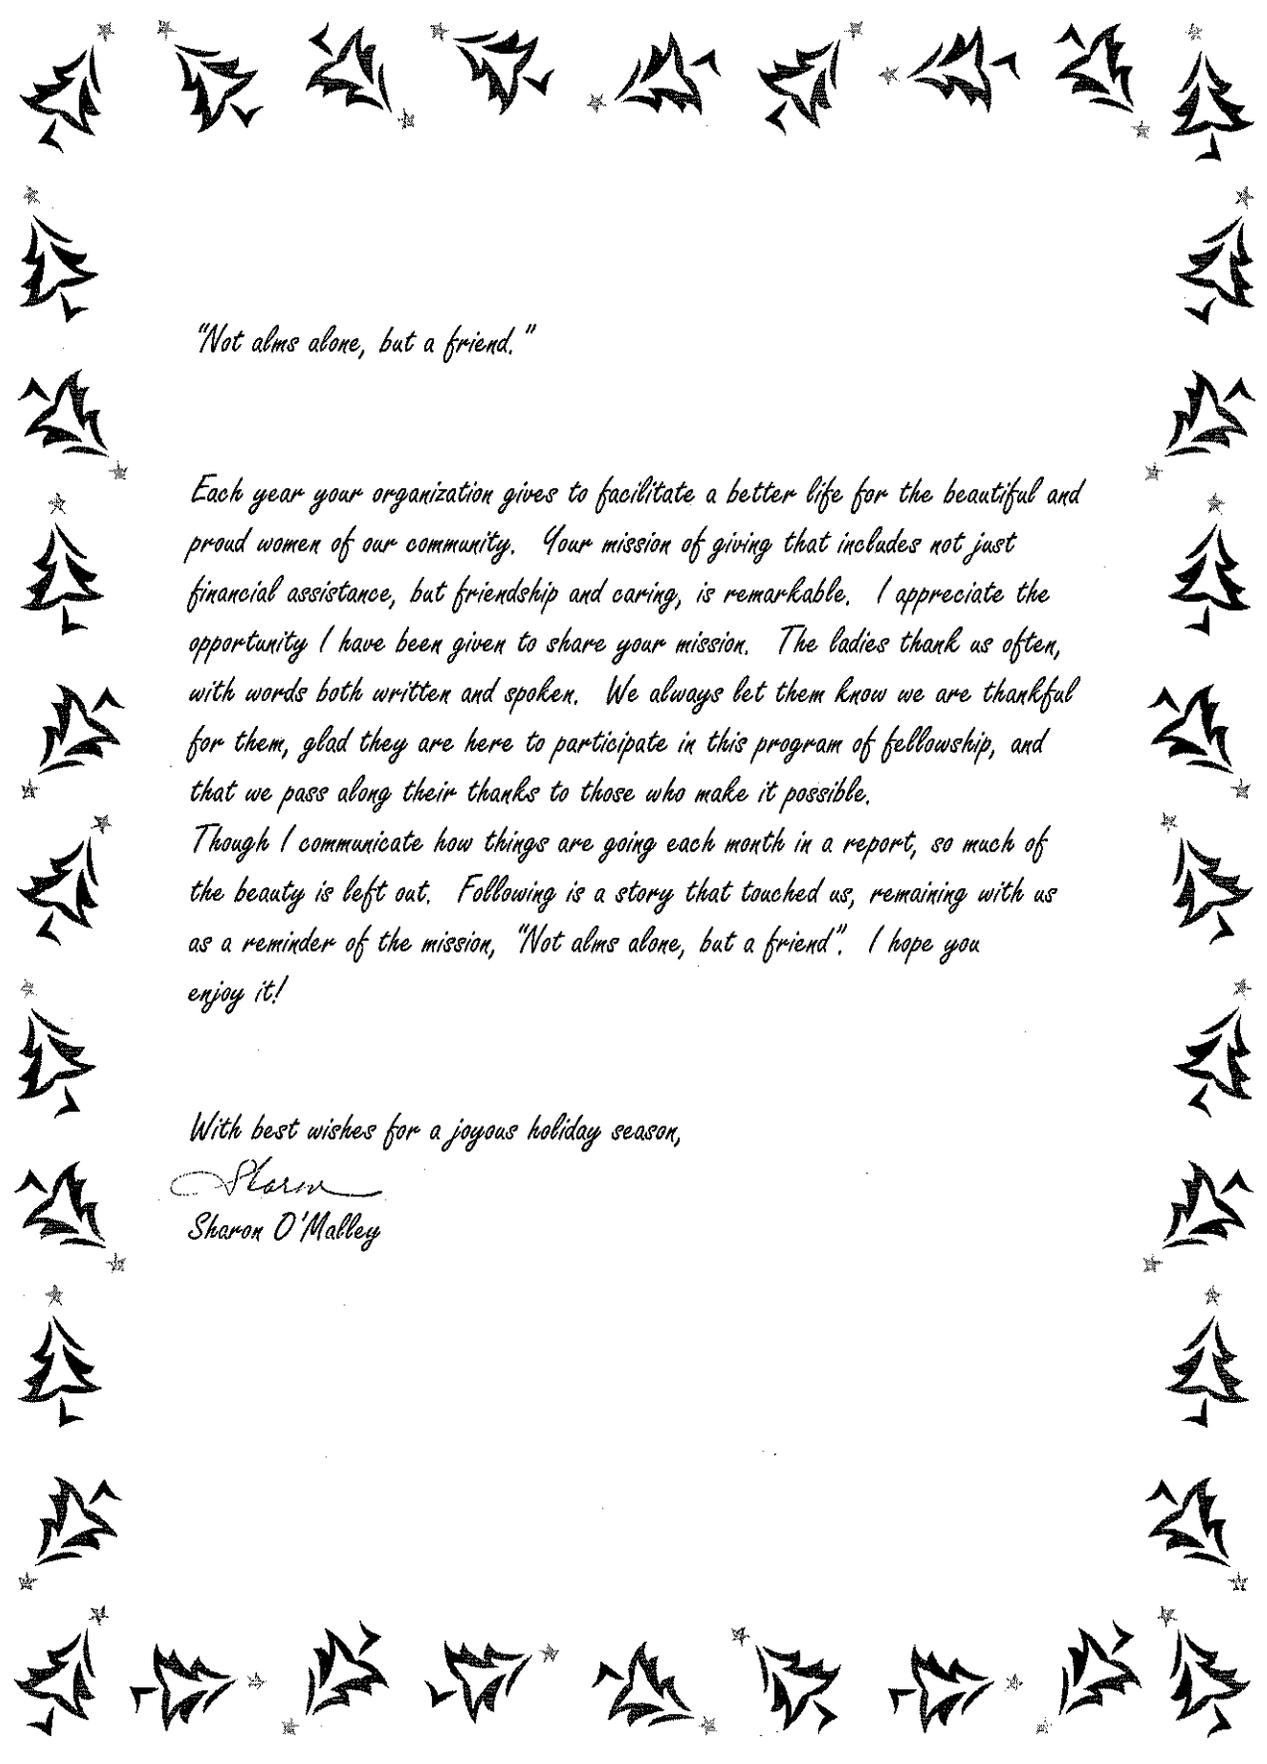 "Not alms alone, but a friend."
Each year your organization gives to facilitate a better life for the beautiful and
proud women of our community. Your mission of giving that includes not just
financial assistance, but friendship and caring, is remarkable. I appreciate the
opportunity I have been given to share your mission. The ladies thank us often,
with words both written and spoken. We always let them know we are thankful
for them, glad they are here to participate in this program of fellowship, and
that we pass along their thanks to those who make it possible.
Though I communicate how things are going each month in a report, so much of
the beauty is left out. Following is a story that touched us, remaining with us
as a reminder of the mission, "Not alms alone, but a friend". I hope you
enjoy it!
With best wishes for a joyous holiday season,
Sharon
Sharon O'Malley